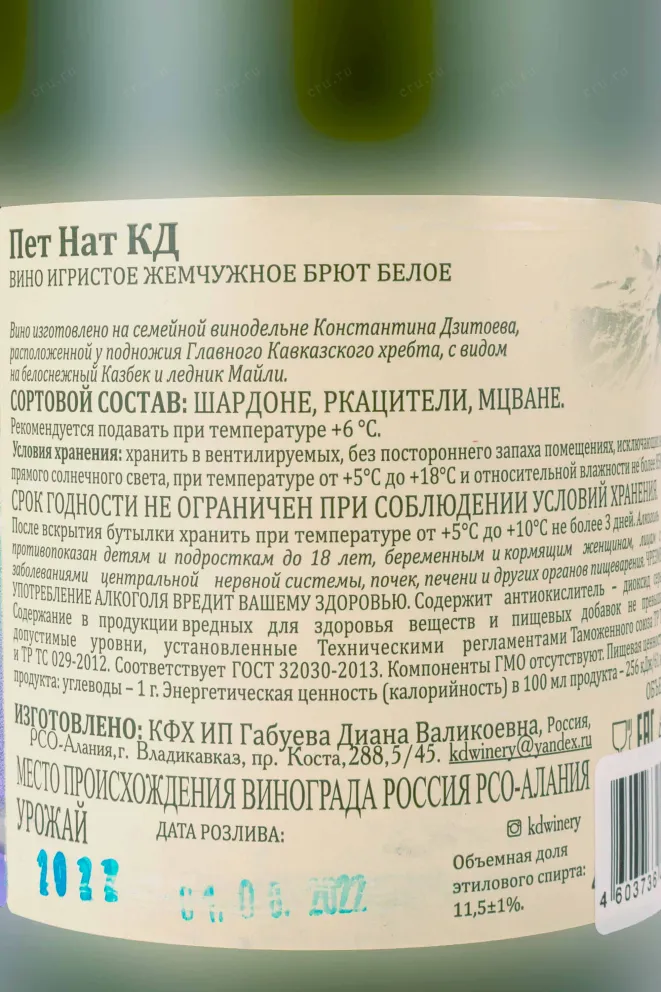 Пет Нат КД
ВИНО ИГРИСТОЕ ЖЕМЧУЖНОЕ БРЮТ БЕЛОЕ
Вино изготовлено на семейной винодельне Константина Дзитоева,
расположенной у подножия Главного Кавказского хребта, с видом
на белоснежный Казбек и ледник Майли.
СОРТОВОЙ СОСТАВ: ШАРДОНЕ, РКАЦИТЕЛИ, МЦВАНЕ.
Рекомендуется подавать при температуре +6 °С.
Условия хранения: хранить в вентилируемых, без постороннего запаха помещениях,
прямого солнечного света, при температуре от +5°С до +18°С и относительной влажности не более
СРОК ГОДНОСТИ НЕ ОГРАНИЧЕН ПРИ СОБЛЮДЕНИИ УСЛОВИЙ ХРАНЕНИЯ.
После вскрытия бутылки хранить при температуре от +5°С до +10°С не более 3 дней.
противопоказан детям и подросткам до 18 лет, беременным и кормящим женщинам,
заболеваниями центральной нервной системы, почек, печени и других органов пищеварения.
УПОТРЕБЛЕНИЕ АЛКОГОЛЯ ВРЕДИТ ВАШЕМУ ЗДОРОВЬЮ. Содержит антиокислитель – диоксид
Содержание в продукции вредных для здоровья веществ и пищевых добавок не
допустимые уровни, установленные Техническими регламентами Таможенного союза
и ТР ТС 029-2012. Соответствует ГОСТ 32030-2013. Компоненты ГМО отсутствуют. Пищевая
продукта: углеводы – 1 г. Энергетическая ценность (калорийность) в 100 мл продукта – 256 кДж
ИЗГОТОВЛЕНО: КФХ ИП Габуева Диана Валикоевна, Россия,
РСО-Алания, г. Владикавказ, пр. Коста,288,5/45. kdwinery@yandex.ru
МЕСТО ПРОИСХОЖДЕНИЯ ВИНОГРАДА РОССИЯ РСО-АЛАНИЯ
УРОЖАЙ
ДАТА РОЗЛИВА:
kdwinery
01.08.2022
Объемная доля
этилового спирта:
11,5±1%.
4 603736